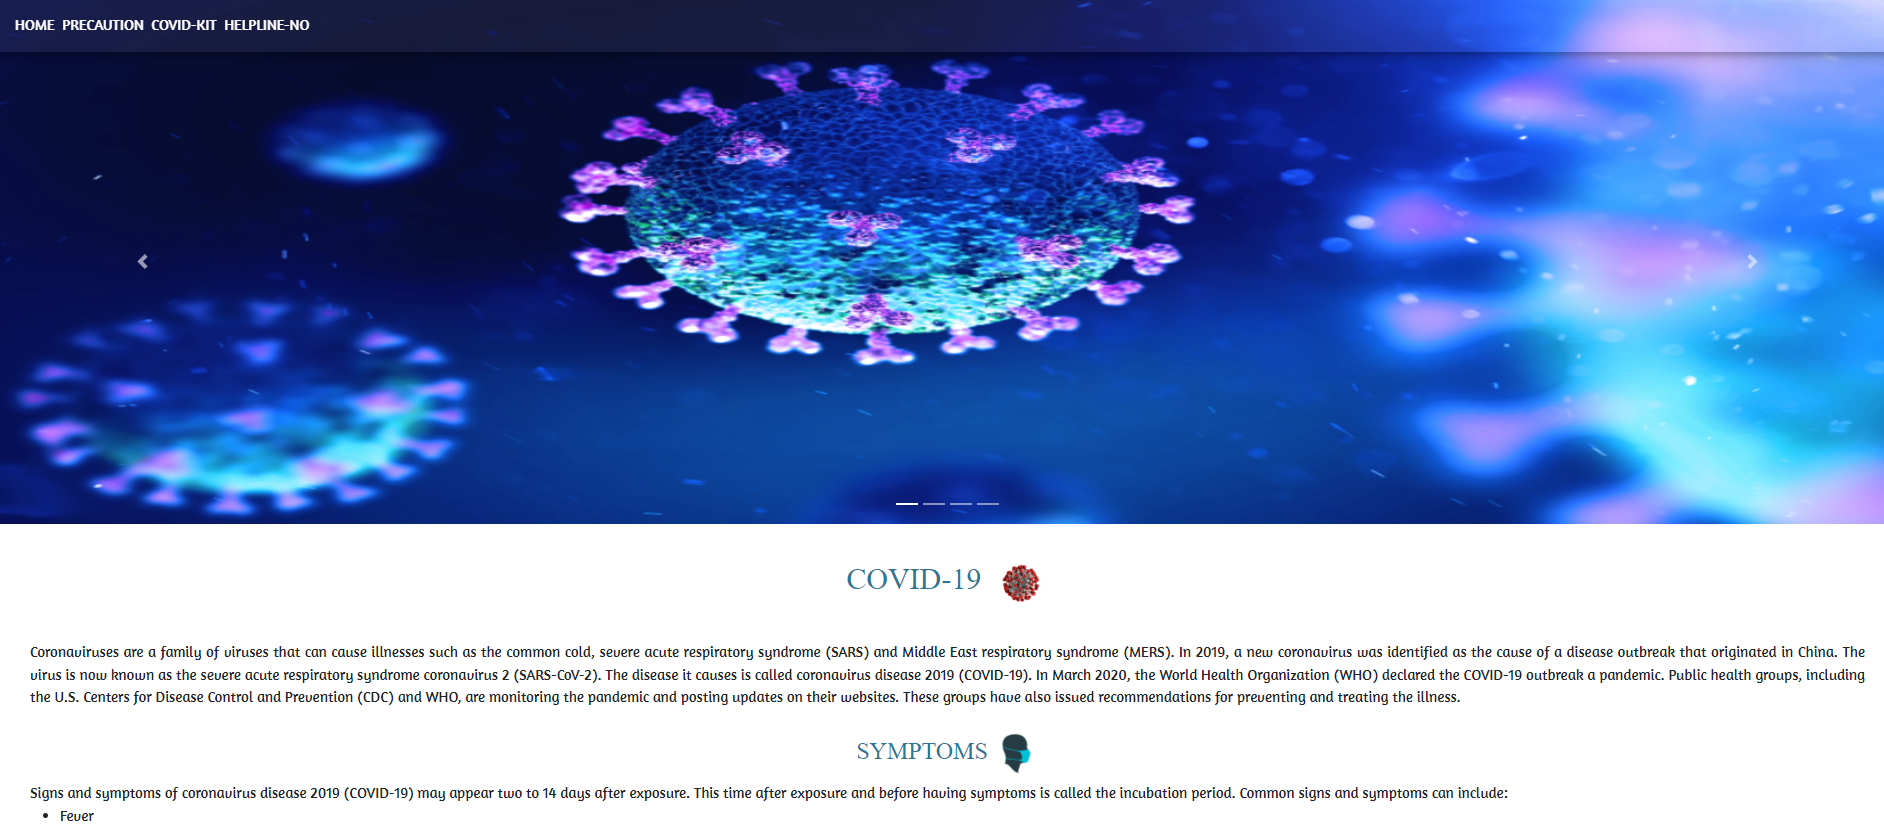 HOME PRECAUTION COVID-KIT HELPLINE-NO
COVID-19
Coronaviruses are a family of viruses that can cause illnesses such as the common cold, severe acute respiratory syndrome (SARS) and Middle East respiratory syndrome (MERS). In 2019, a new coronavirus was identified as the cause of a disease outbreak that originated in China. The
virus is now known as the severe acute respiratory syndrome coronavirus 2 (SARS-CoV-2). The disease it causes is called coronavirus disease 2019 (COVID-19). In March 2020, the World Health Organization (WHO) declared the COVID-19 outbreak a pandemic. Public health groups, including
the U.S. Centers for Disease Control and Prevention (CDC) and WHO, are monitoring the pandemic and posting updates on their websites. These groups have also issued recommendations for preventing and treating the illness.
SYMPTOMS
Signs and symptoms of coronavirus disease 2019 (COVID-19) may appear two to 14 days after exposure. This time after exposure and before having symptoms is called the incubation period. Common signs and symptoms can include:
• Fever